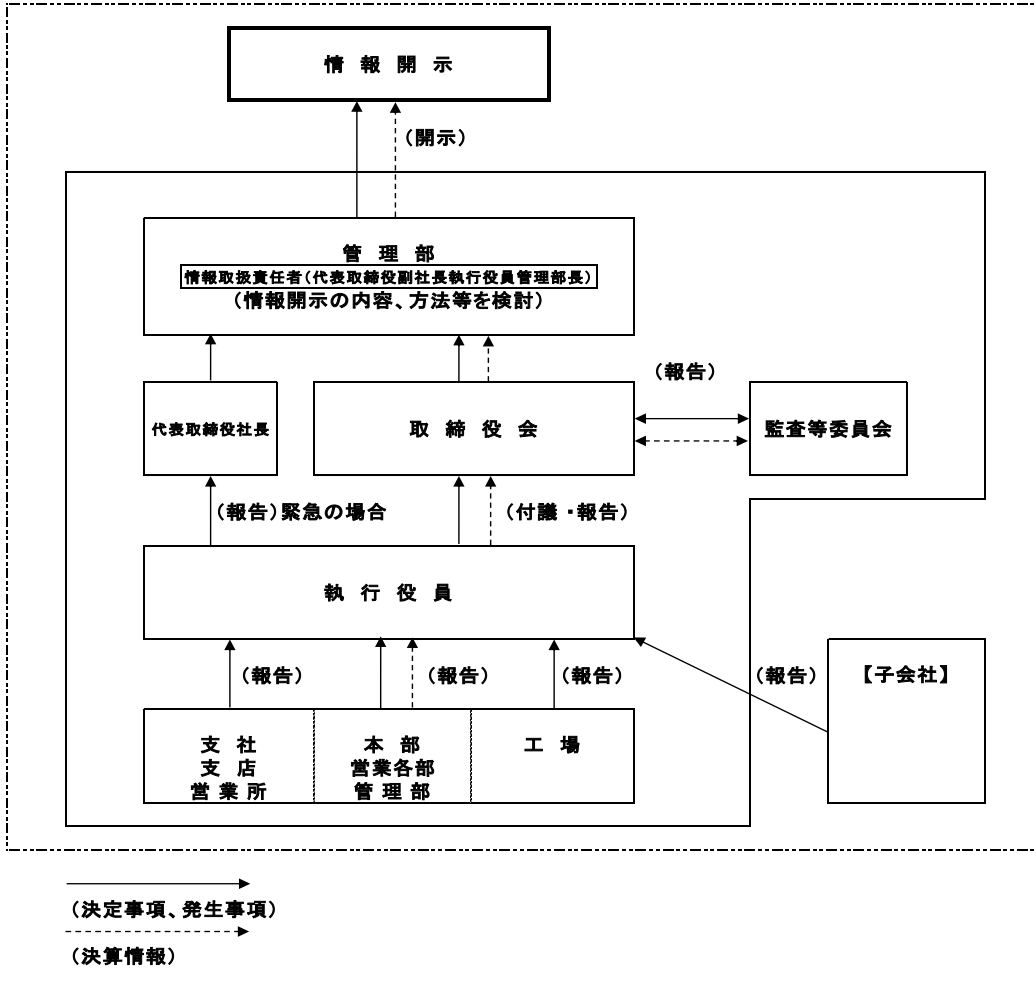 情 報 開 示
（開示）
管 理 部
情報取扱責任者（代表取締役副社長執行役員管理部長）
（情報開示の内容、方法等を検討）
（報告）
代表取締役社長
取 締 役 会
監査等委員会
（報告）緊急の場合
（付議・報告）
執 行 役 員
（報告）
（報告）
（報告）
（報告）
【子会社】
支 社
支 店
営 業 所
本 部
営業各部
管 理 部
工 場
（決定事項、発生事項）
（決算情報）